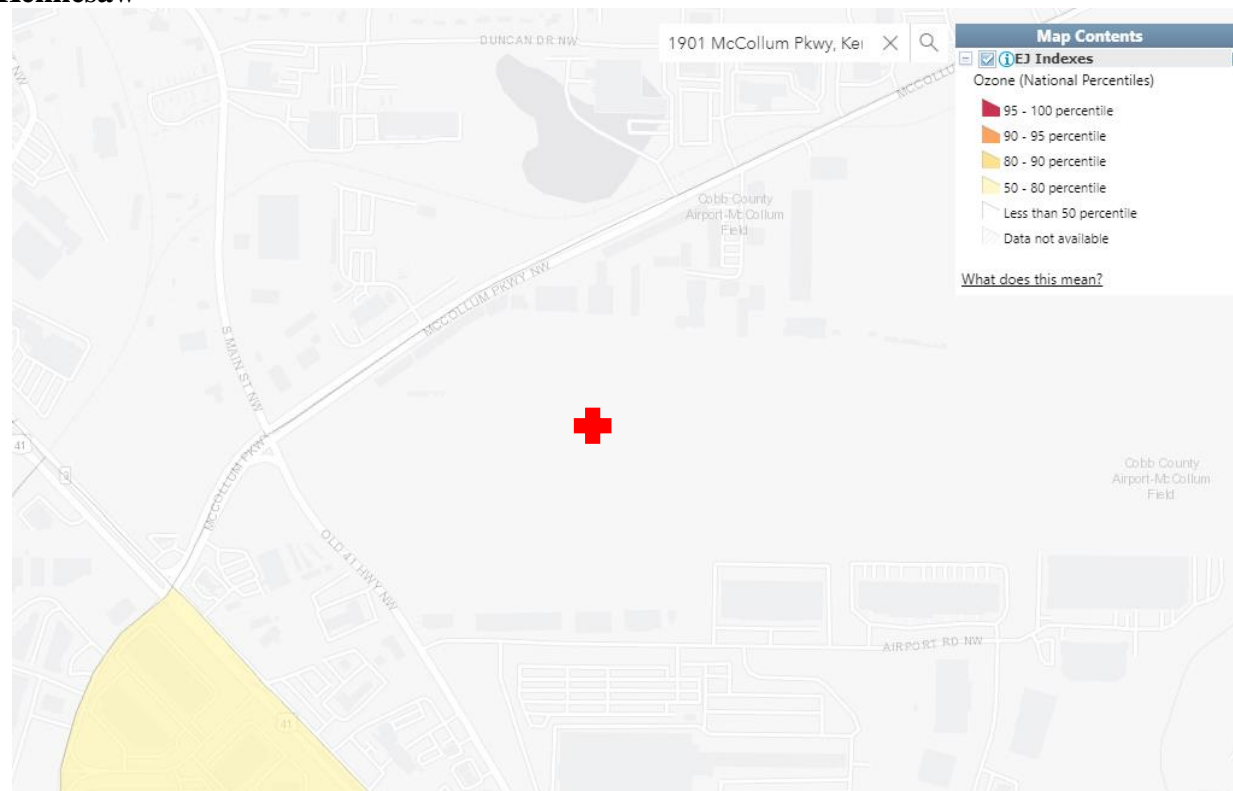 DUNCAN DR NW
1901 McCollum Pkwy, Ke
Map Contents
EJ Indexes
Ozone (National Percentiles)
95 - 100 percentile
90 - 95 percentile
80 - 90 percentile
50 - 80 percentile
Less than 50 percentile
Data not available
What does this mean?
MCCOLLUM
Cobb County
Airport-McCollum
Field
MCCOLLUM PKWY NW
S MAIN ST NW
41
3
MCCOLLUM PKWY
Cobb County
Airport-McCollum
Field
OLD 41 HWY NW
AIRPORT RD NW
41